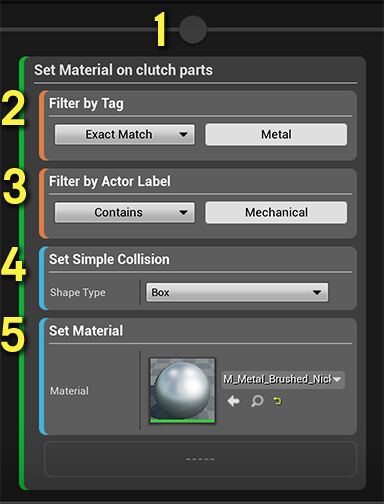 1
Set Material on clutch parts
2
Filter by Tag
Exact Match Metal
3
Filter by Actor Label
Contains Mechanical
4
Set Simple Collision
Shape Type Box
5
Set Material
Material M_Metal_Brushed_Nick
-----